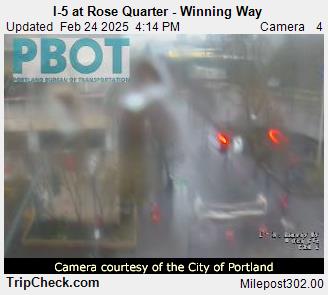 I-5 at Rose Quarter - Winning Way
Updated Feb 24 2025 4:14 PM Camera 4
PBOT
PORTLAND BUREAU OF TRANSPORTATION
Camera courtesy of the City of Portland
TripCheck.com Milepost302.00